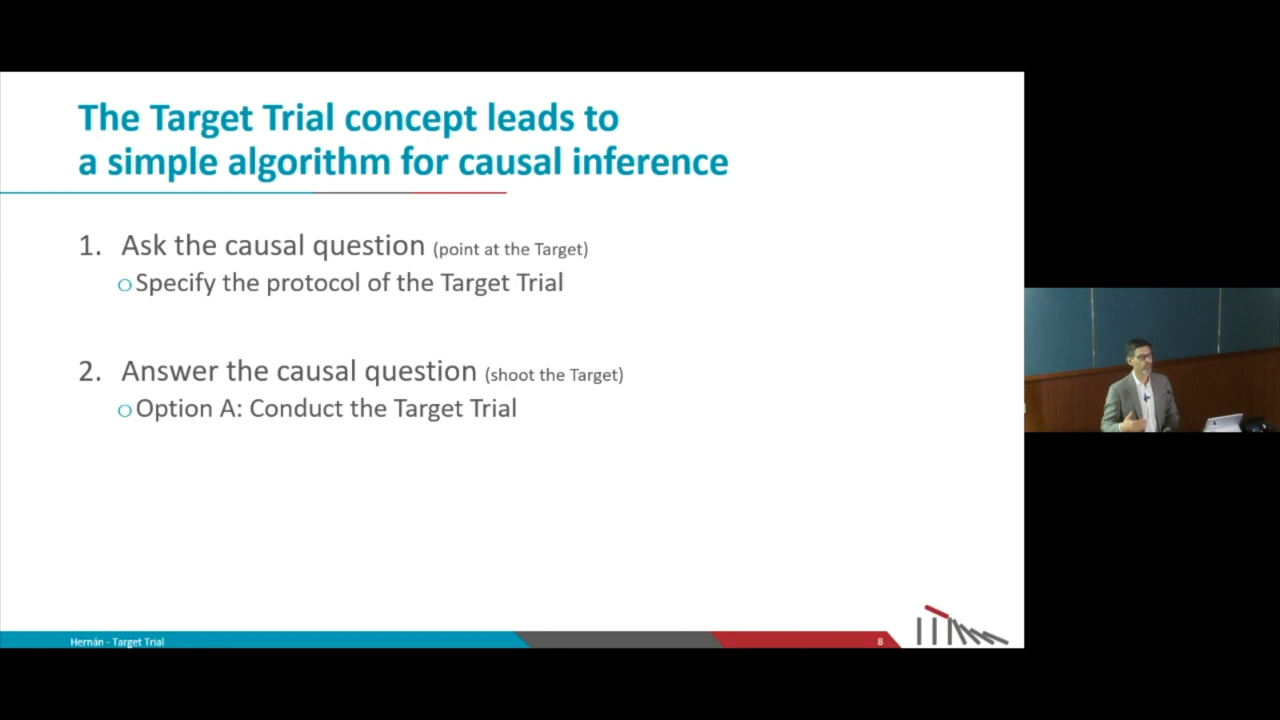 The Target Trial concept leads to
a simple algorithm for causal inference
1. Ask the causal question (point at the Target)
o Specify the protocol of the Target Trial
2. Answer the causal question (shoot the Target)
o Option A: Conduct the Target Trial
Hernán - Target Trial
8